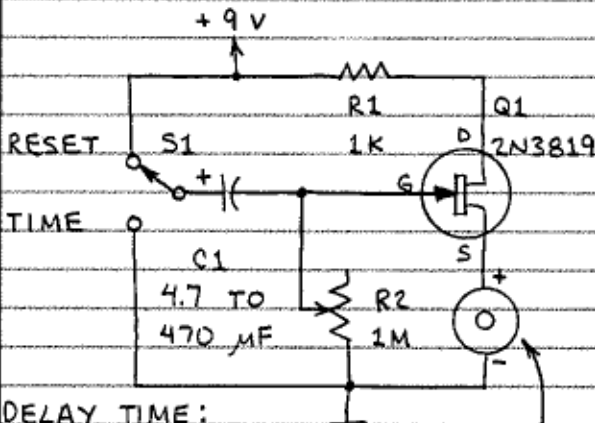 + 9 V
R1
1K
Q1
D
2N3819
RESET
S1
+
G
TIME
S
C1
4.7 TO
470 µF
R2
1M
+
-
DELAY TIME: